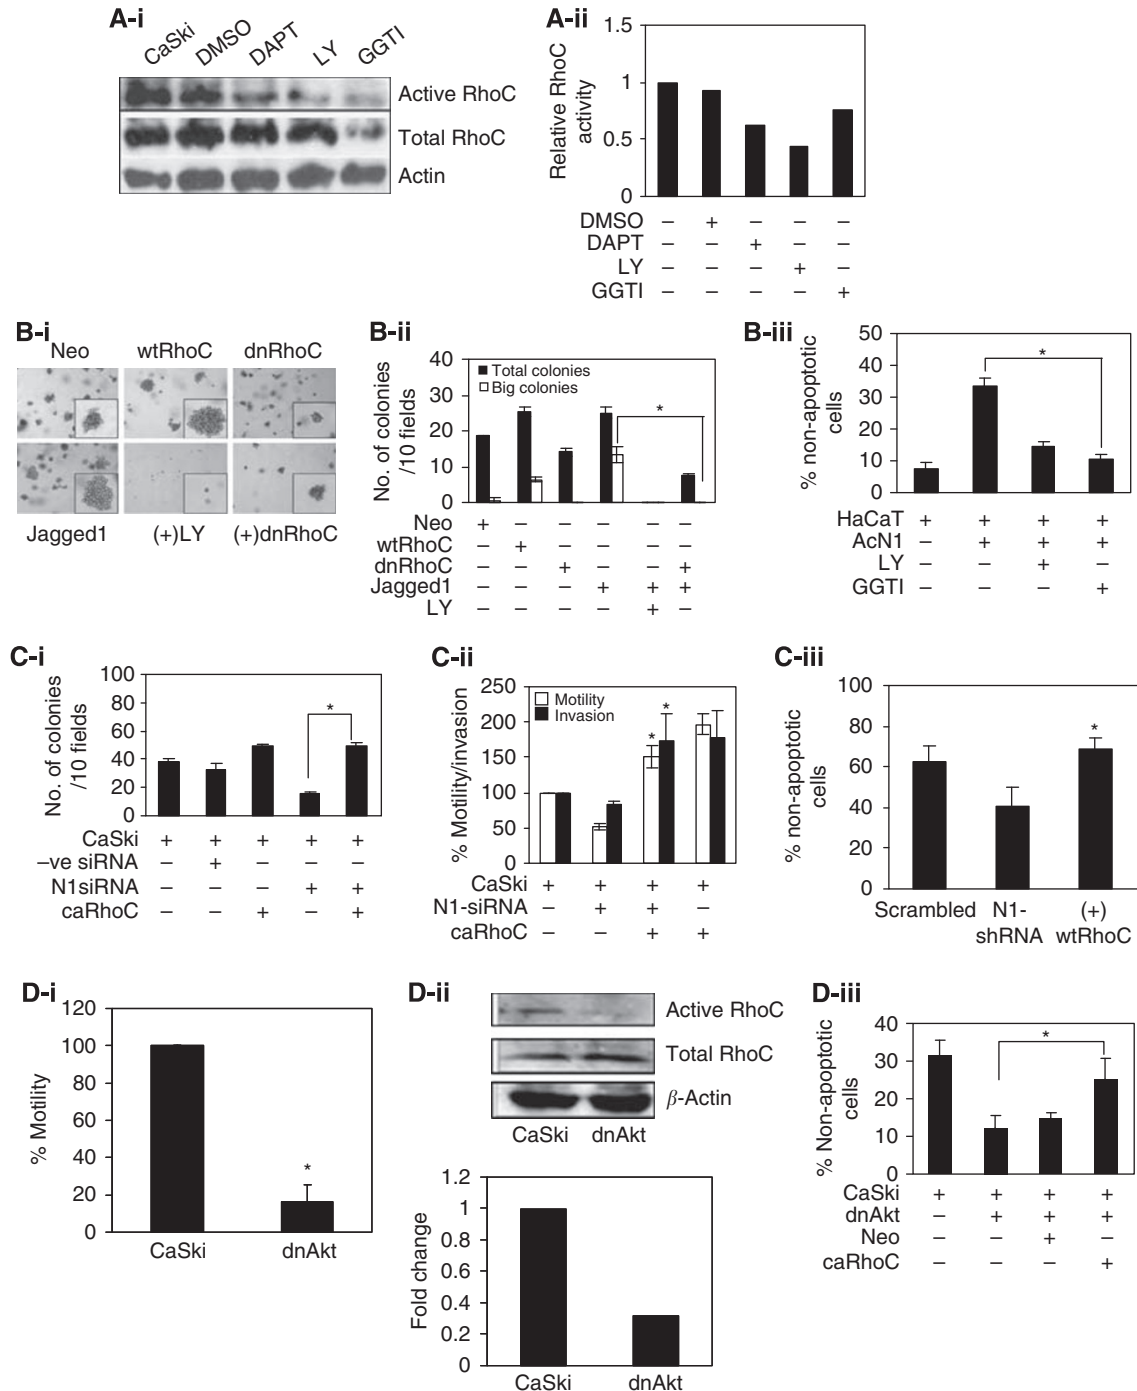 A-i
CaSki DMSO DAPT LY GGTI
Active RhoC
Total RhoC
Actin
A-ii
Relative RhoC
activity
1.5
1
0.5
0
DMSO – + – – –
DAPT – – + – –
LY – – – + –
GGTI – – – – +
B-i
Neo wtRhoC dnRhoC
Jagged1 (+)LY (+)dnRhoC
B-ii
No. of colonies
/10 fields
40
30
20
10
0
Total colonies
Big colonies
*
Neo + – – – – –
wtRhoC – + – – – –
dnRhoC – – + – – +
Jagged1 – – – + + +
LY – – – – + –
B-iii
% non-apoptotic
cells
50
40
30
20
10
0
*
HaCaT + + + +
AcN1 – + + +
LY – – + –
GGTI – – – +
C-i
No. of colonies
/10 fields
100
80
60
40
20
0
*
CaSki + + + + +
–ve siRNA – + – – –
N1siRNA – – – + +
caRhoC – – + – +
C-ii
% Motility/invasion
250
200
150
100
50
0
Motility
Invasion
* *
CaSki + + + +
N1-siRNA – + + –
caRhoC – – + +
C-iii
% non-apoptotic
cells
100
80
60
40
20
0
*
Scrambled N1- (+)
shRNA wtRhoC
D-i
% Motility
120
100
80
60
40
20
0
*
CaSki dnAkt
D-ii
Active RhoC
Total RhoC
β-Actin
CaSki dnAkt
Fold change
1.2
1
0.8
0.6
0.4
0.2
0
CaSki dnAkt
D-iii
% Non-apoptotic
cells
40
30
20
10
0
*
CaSki + + + +
dnAkt – + + +
Neo – – + –
caRhoC – – – +